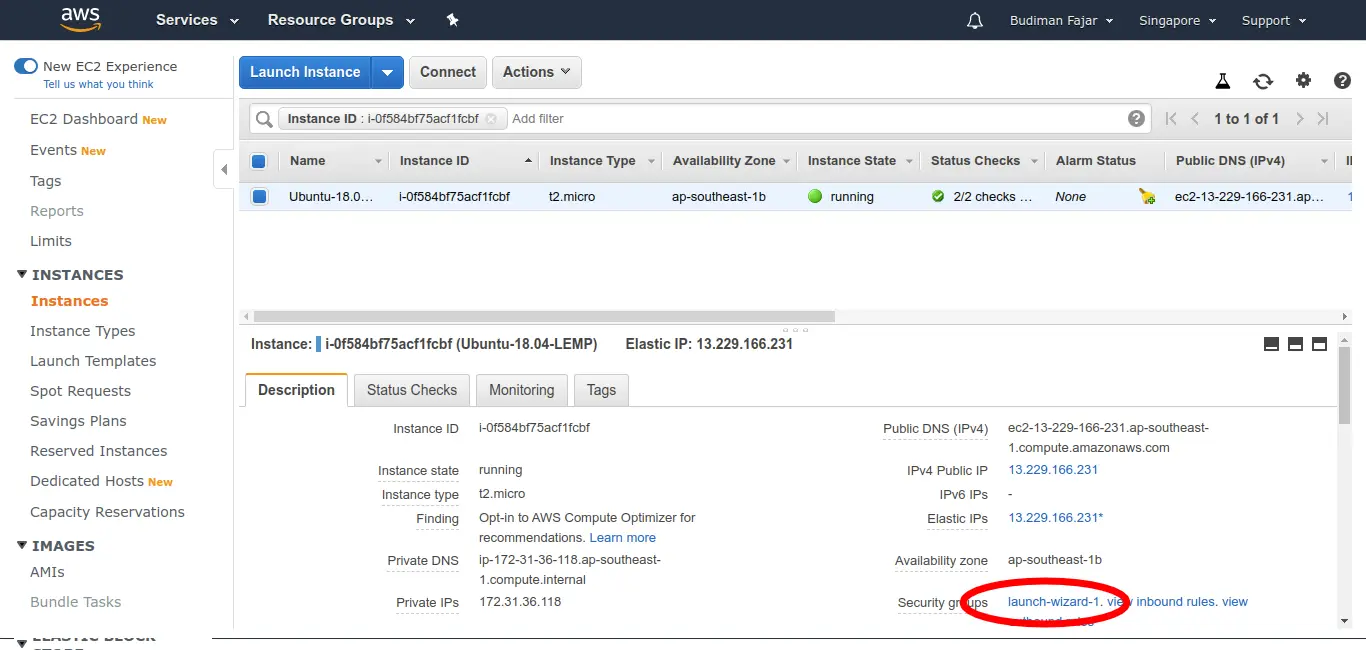 aws Services Resource Groups Budiman Fajar Singapore Support
New EC2 Experience
Tell us what you think
EC2 Dashboard New
Events New
Tags
Reports
Limits
INSTANCES
Instances
Instance Types
Launch Templates
Spot Requests
Savings Plans
Reserved Instances
Dedicated Hosts New
Capacity Reservations
IMAGES
AMIs
Bundle Tasks
ELASTIC BLOCK
STORE
Launch Instance Connect Actions
Instance ID : i-0f584bf75acf1fcbf Add filter 1 to 1 of 1
Name Instance ID Instance Type Availability Zone Instance State Status Checks Alarm Status Public DNS (IPv4)
Ubuntu-18.0... i-0f584bf75acf1fcbf t2.micro ap-southeast-1b running 2/2 checks ... None ec2-13-229-166-231.ap...
Instance: i-0f584bf75acf1fcbf (Ubuntu-18.04-LEMP) Elastic IP: 13.229.166.231
Description Status Checks Monitoring Tags
Instance ID i-0f584bf75acf1fcbf
Instance state running
Instance type t2.micro
Finding Opt-in to AWS Compute Optimizer for
recommendations. Learn more
Private DNS ip-172-31-36-118.ap-southeast-
1.compute.internal
Private IPs 172.31.36.118
Public DNS (IPv4) ec2-13-229-166-231.ap-southeast-
1.compute.amazonaws.com
IPv4 Public IP 13.229.166.231
IPv6 IPs -
Elastic IPs 13.229.166.231*
Availability zone ap-southeast-1b
Security groups launch-wizard-1. view inbound rules. view